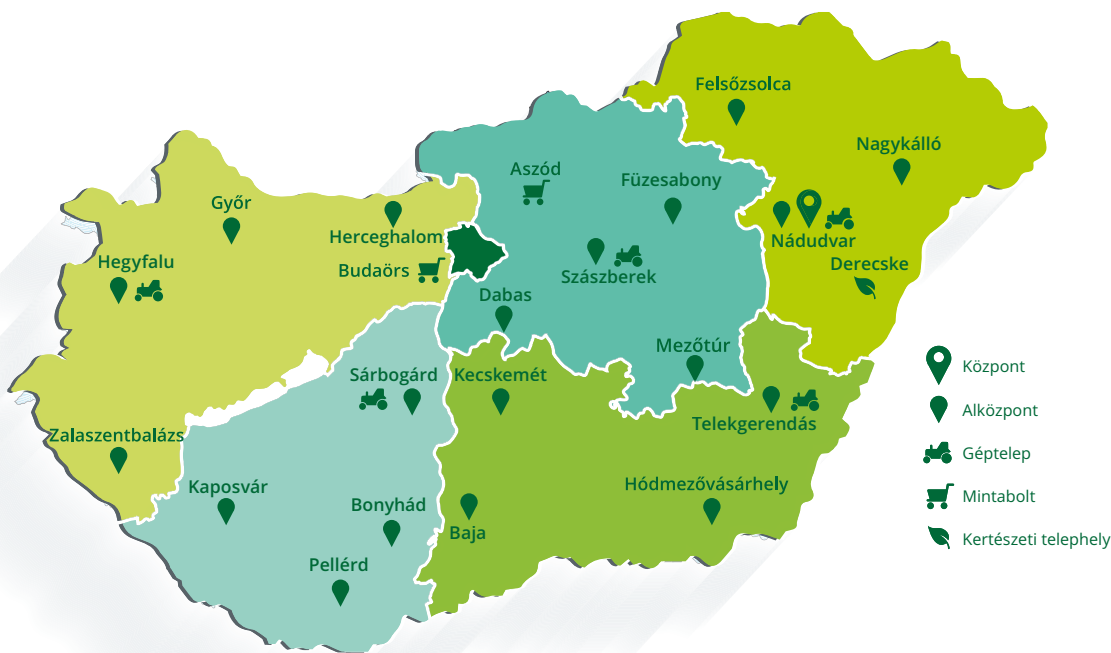 Felsőzsolca
Nagykálló
Aszód
Füzesabony
Győr
Herceghalom
Nádudvar
Hegyfalu
Budaörs
Szászberek
Derecske
Dabas
Mezőtúr
Sárbogárd
Kecskemét
Telekgerendás
Zalaszentbalázs
Kaposvár
Bonyhád
Baja
Hódmezővásárhely
Pellérd
Központ
Alközpont
Géptelep
Mintabolt
Kertészeti telephely